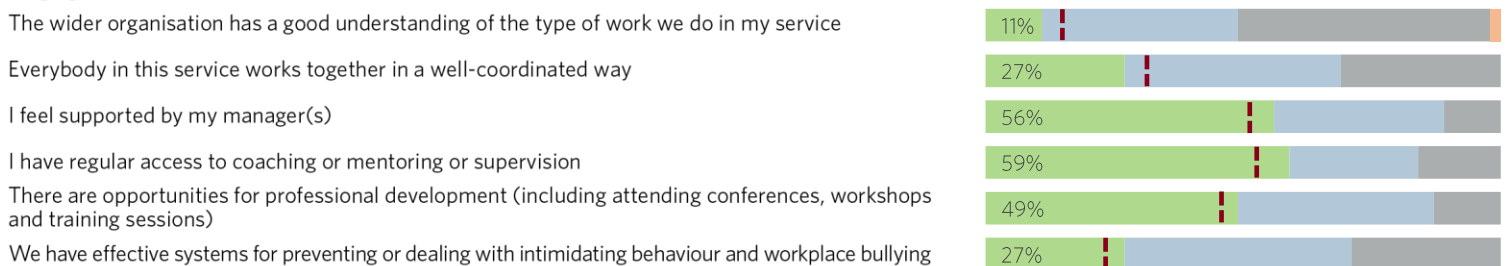 The wider organisation has a good understanding of the type of work we do in my service 11%
Everybody in this service works together in a well-coordinated way 27%
I feel supported by my manager(s) 56%
I have regular access to coaching or mentoring or supervision 59%
There are opportunities for professional development (including attending conferences, workshops
and training sessions) 49%
We have effective systems for preventing or dealing with intimidating behaviour and workplace bullying 27%